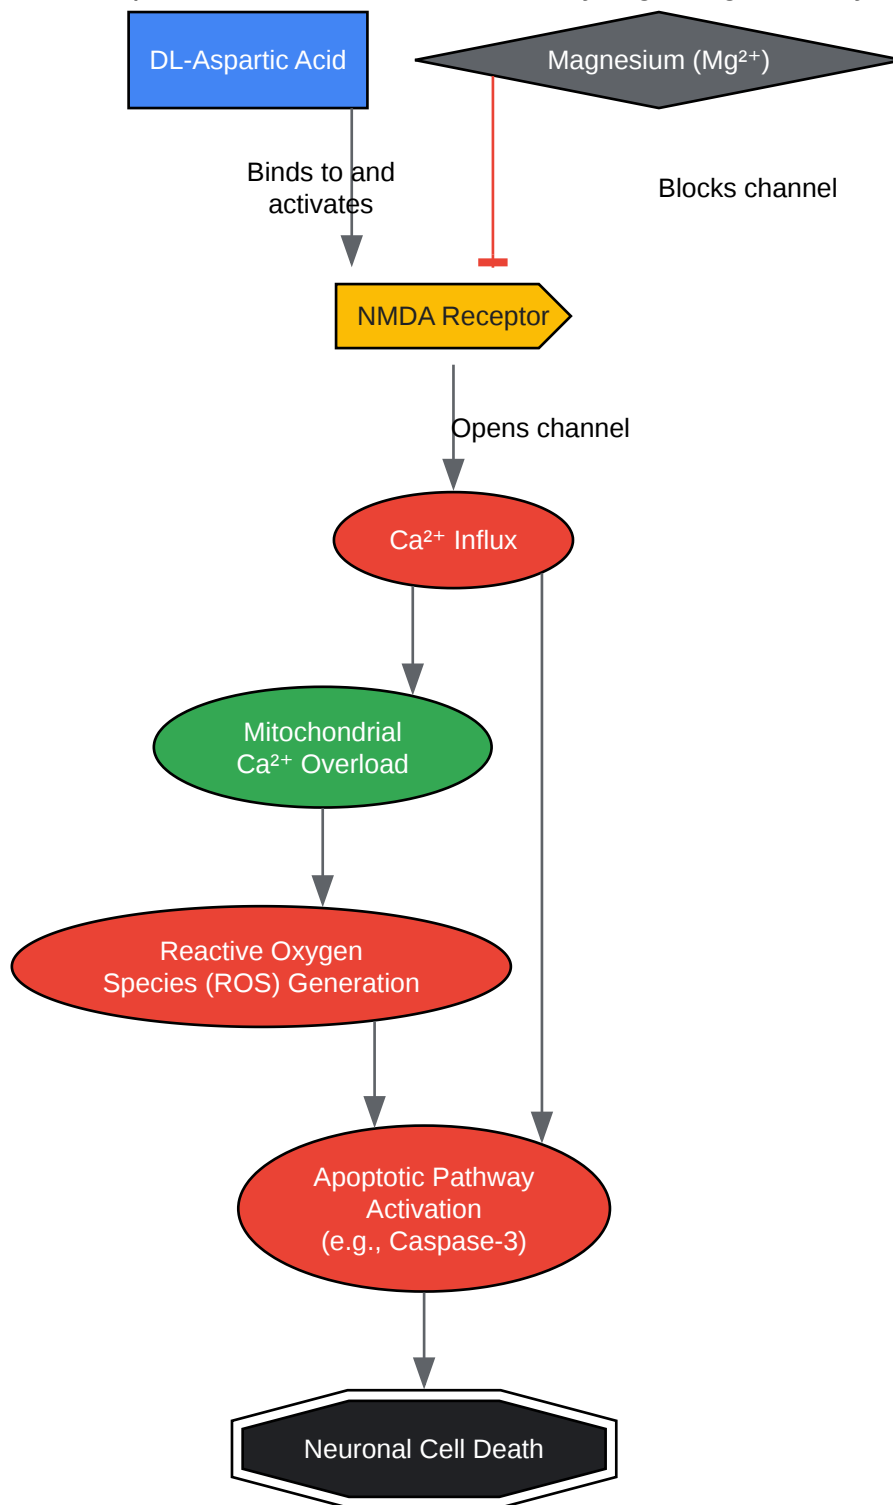 DL-Aspartic Acid
Magnesium (Mg²⁺)
Binds to and
activates
Blocks channel
NMDA Receptor
Opens channel
Ca²⁺ Influx
Mitochondrial
Ca²⁺ Overload
Reactive Oxygen
Species (ROS) Generation
Apoptotic Pathway
Activation
(e.g., Caspase-3)
Neuronal Cell Death